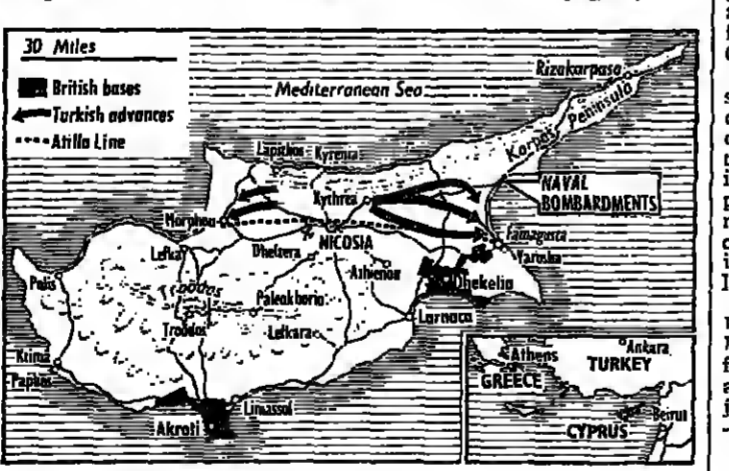 30 Miles
British bases
Turkish advances
Atilla Line
Mediterranean Sea
Rizokarpaso
Karpas Peninsula
Lapithos Kyrenia
Kythrea
NAVAL
BOMBARDMENTS
Morphou
NICOSIA
Famagusta
Varosha
Lefka
Dheftera
Athienou
Dhekelia
Polis
Troodos
Paleokhorio
Troodos
Lefkara
Larnaca
Ktima
Paphos
Limassol
Akroti
Athens
Ankara
GREECE
TURKEY
CYPRUS
Beirut